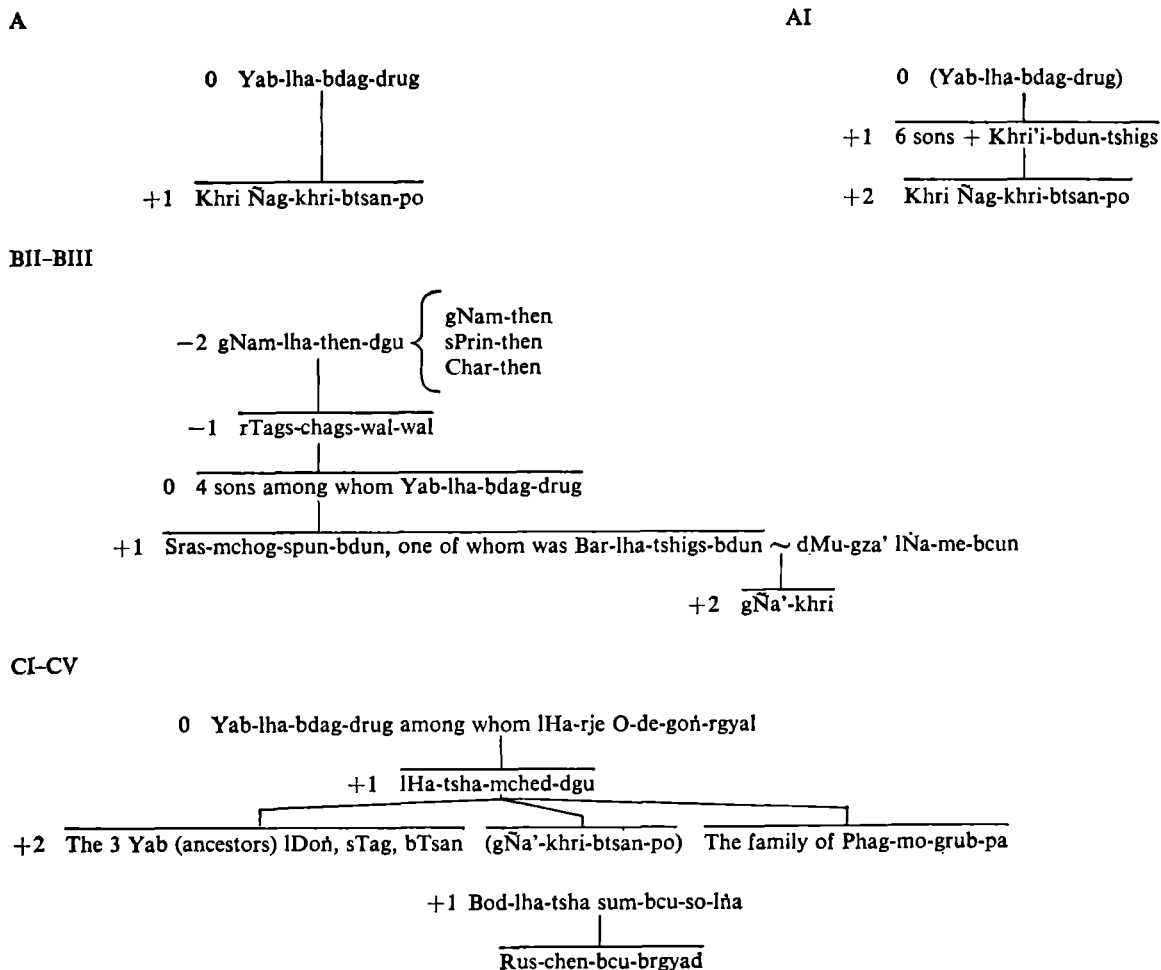 A
0 Yab-lha-bdag-drug
+1 Khri Ñag-khri-btsan-po
AI
0 (Yab-lha-bdag-drug)
+1 6 sons + Khri'i-bdun-tshigs
+2 Khri Ñag-khri-btsan-po
BII–BIII
−2 gNam-lha-then-dgu { gNam-then
sPrin-then
Char-then
−1 rTags-chags-wal-wal
0 4 sons among whom Yab-lha-bdag-drug
+1 Sras-mchog-spun-bdun, one of whom was Bar-lha-tshigs-bdun ~ dMu-gza' lṄa-me-bcun
+2 gÑa'-khri
CI–CV
0 Yab-lha-bdag-drug among whom lHa-rje O-de-goṅ-rgyal
+1 lHa-tsha-mched-dgu
+2 The 3 Yab (ancestors) lDoṅ, sTag, bTsan (gÑa'-khri-btsan-po) The family of Phag-mo-grub-pa
+1 Bod-lha-tsha sum-bcu-so-lṅa
Rus-chen-bcu-brgyad